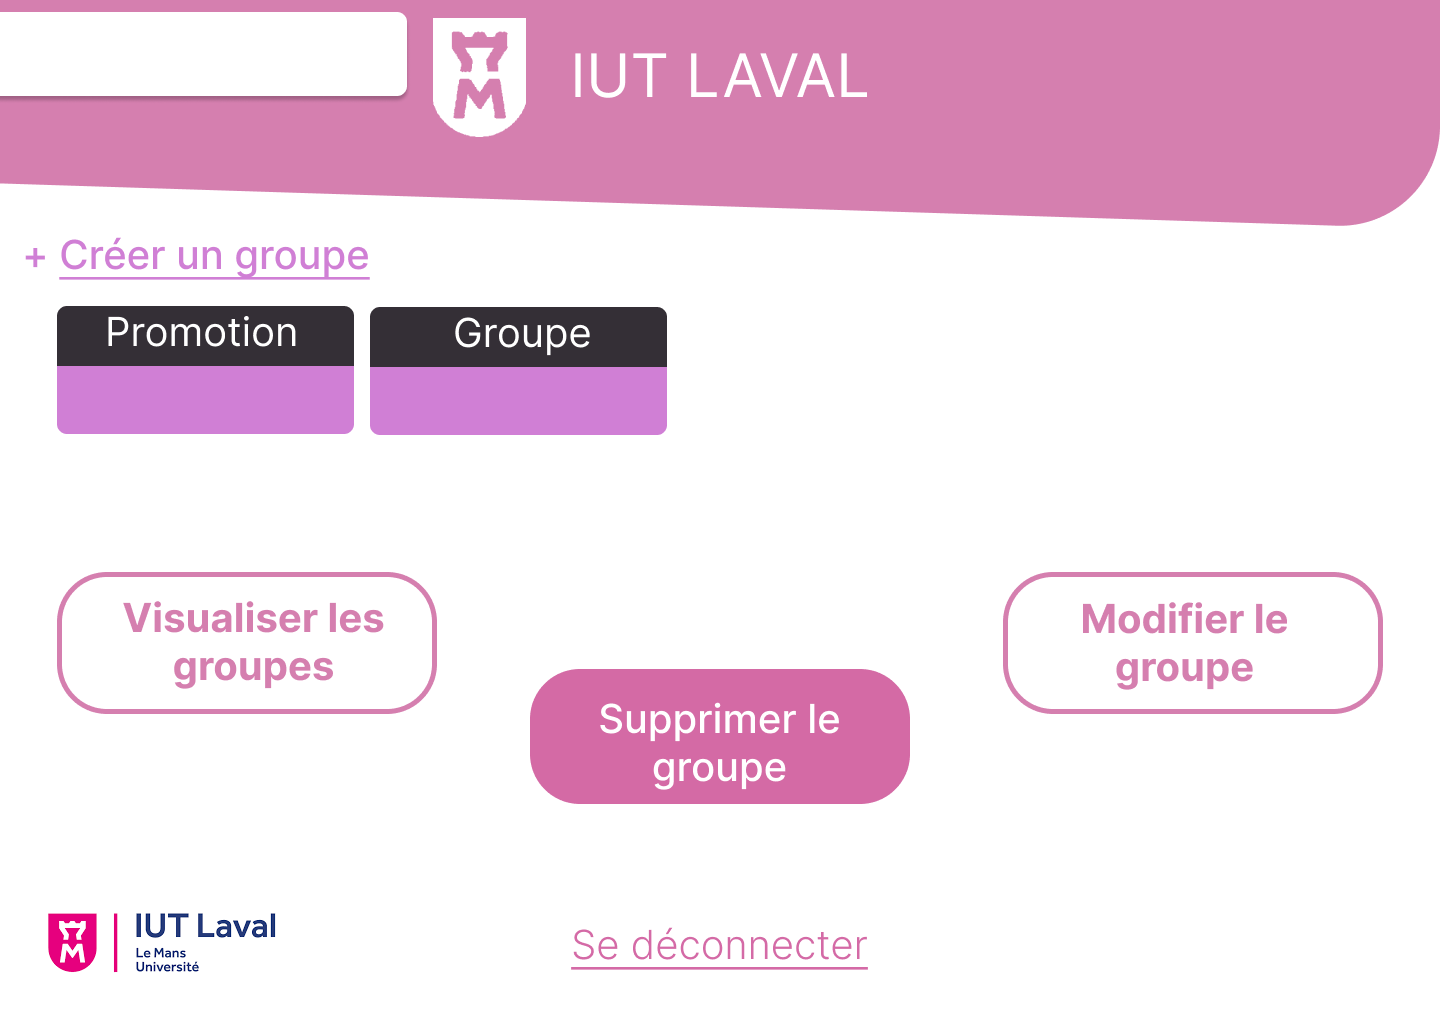 IUT LAVAL
+ Créer un groupe
Promotion
Groupe
Visualiser les
groupes
Modifier le
groupe
Supprimer le
groupe
IUT Laval
Le Mans
Université
Se déconnecter